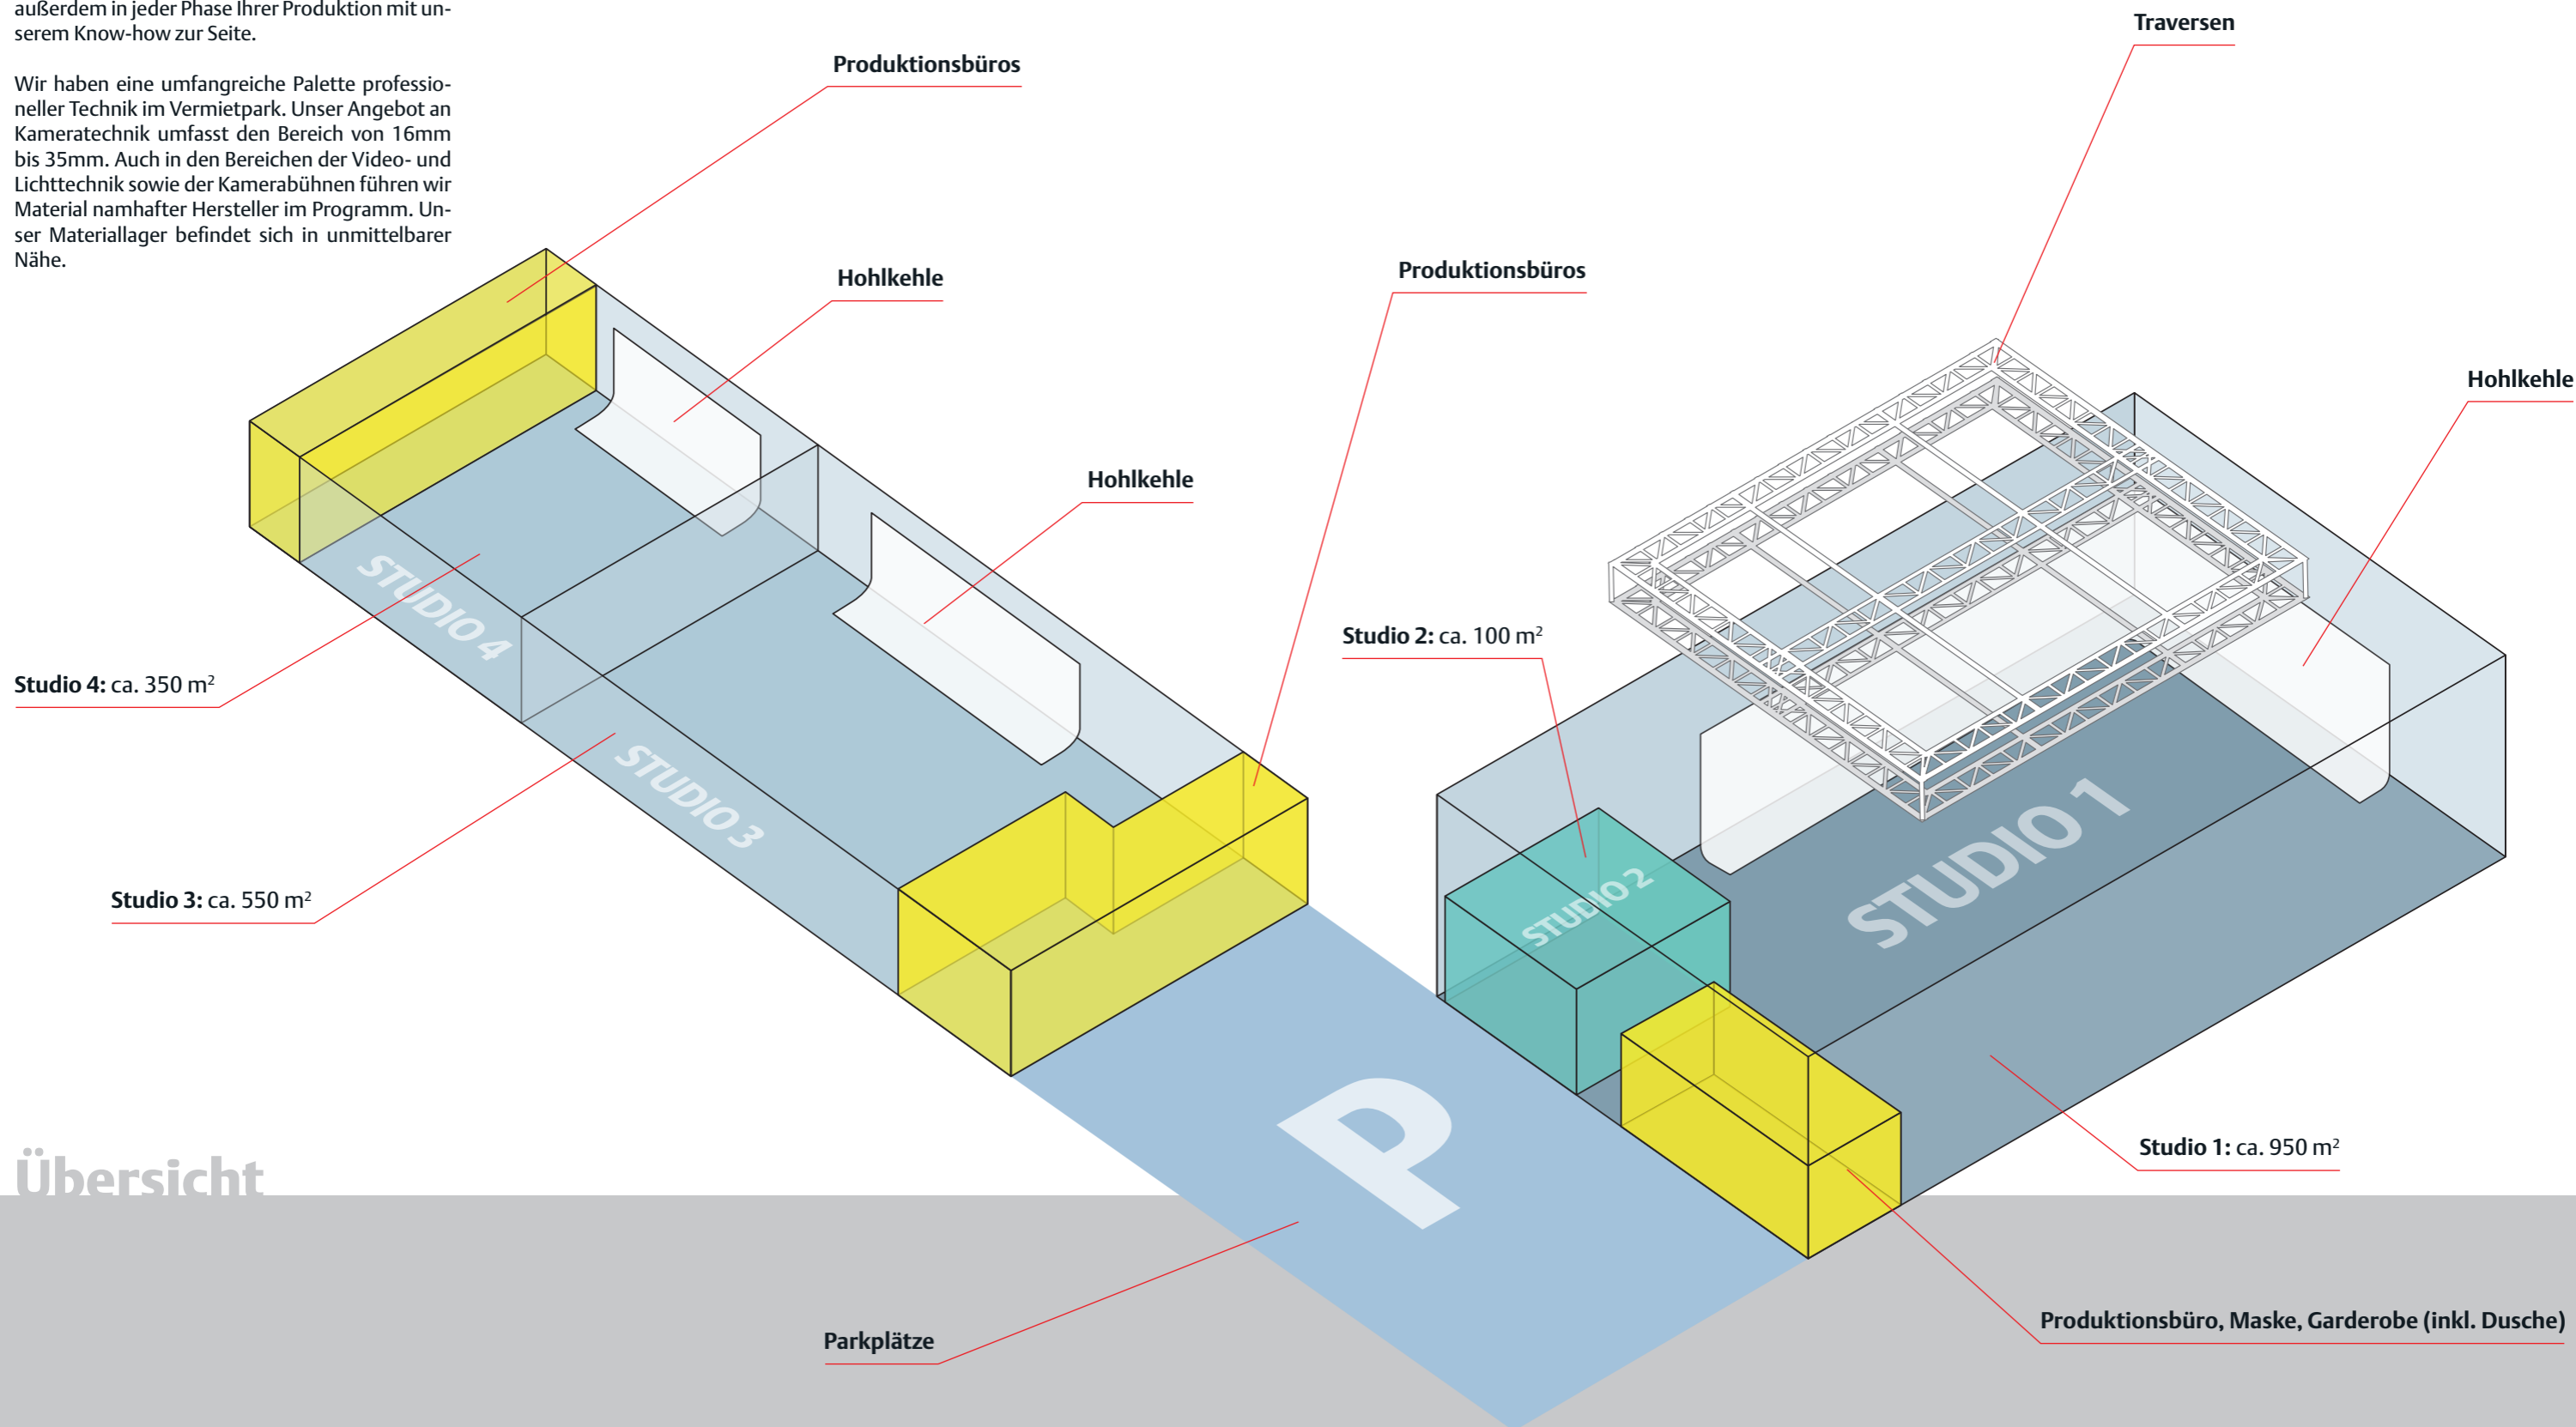 außerdem in jeder Phase Ihrer Produktion mit un-
serem Know-how zur Seite.
Wir haben eine umfangreiche Palette professio-
neller Technik im Vermietpark. Unser Angebot an
Kameratechnik umfasst den Bereich von 16mm
bis 35mm. Auch in den Bereichen der Video- und
Lichttechnik sowie der Kamerabühnen führen wir
Material namhafter Hersteller im Programm. Un-
ser Materiallager befindet sich in unmittelbarer
Nähe.
Traversen
Produktionsbüros
Hohlkehle
Produktionsbüros
Hohlkehle
Hohlkehle
Studio 2: ca. 100 m²
STUDIO 4
Studio 4: ca. 350 m²
STUDIO 3
Studio 3: ca. 550 m²
STUDIO 2
STUDIO 1
P
Studio 1: ca. 950 m²
Übersicht
Produktionsbüro, Maske, Garderobe (inkl. Dusche)
Parkplätze